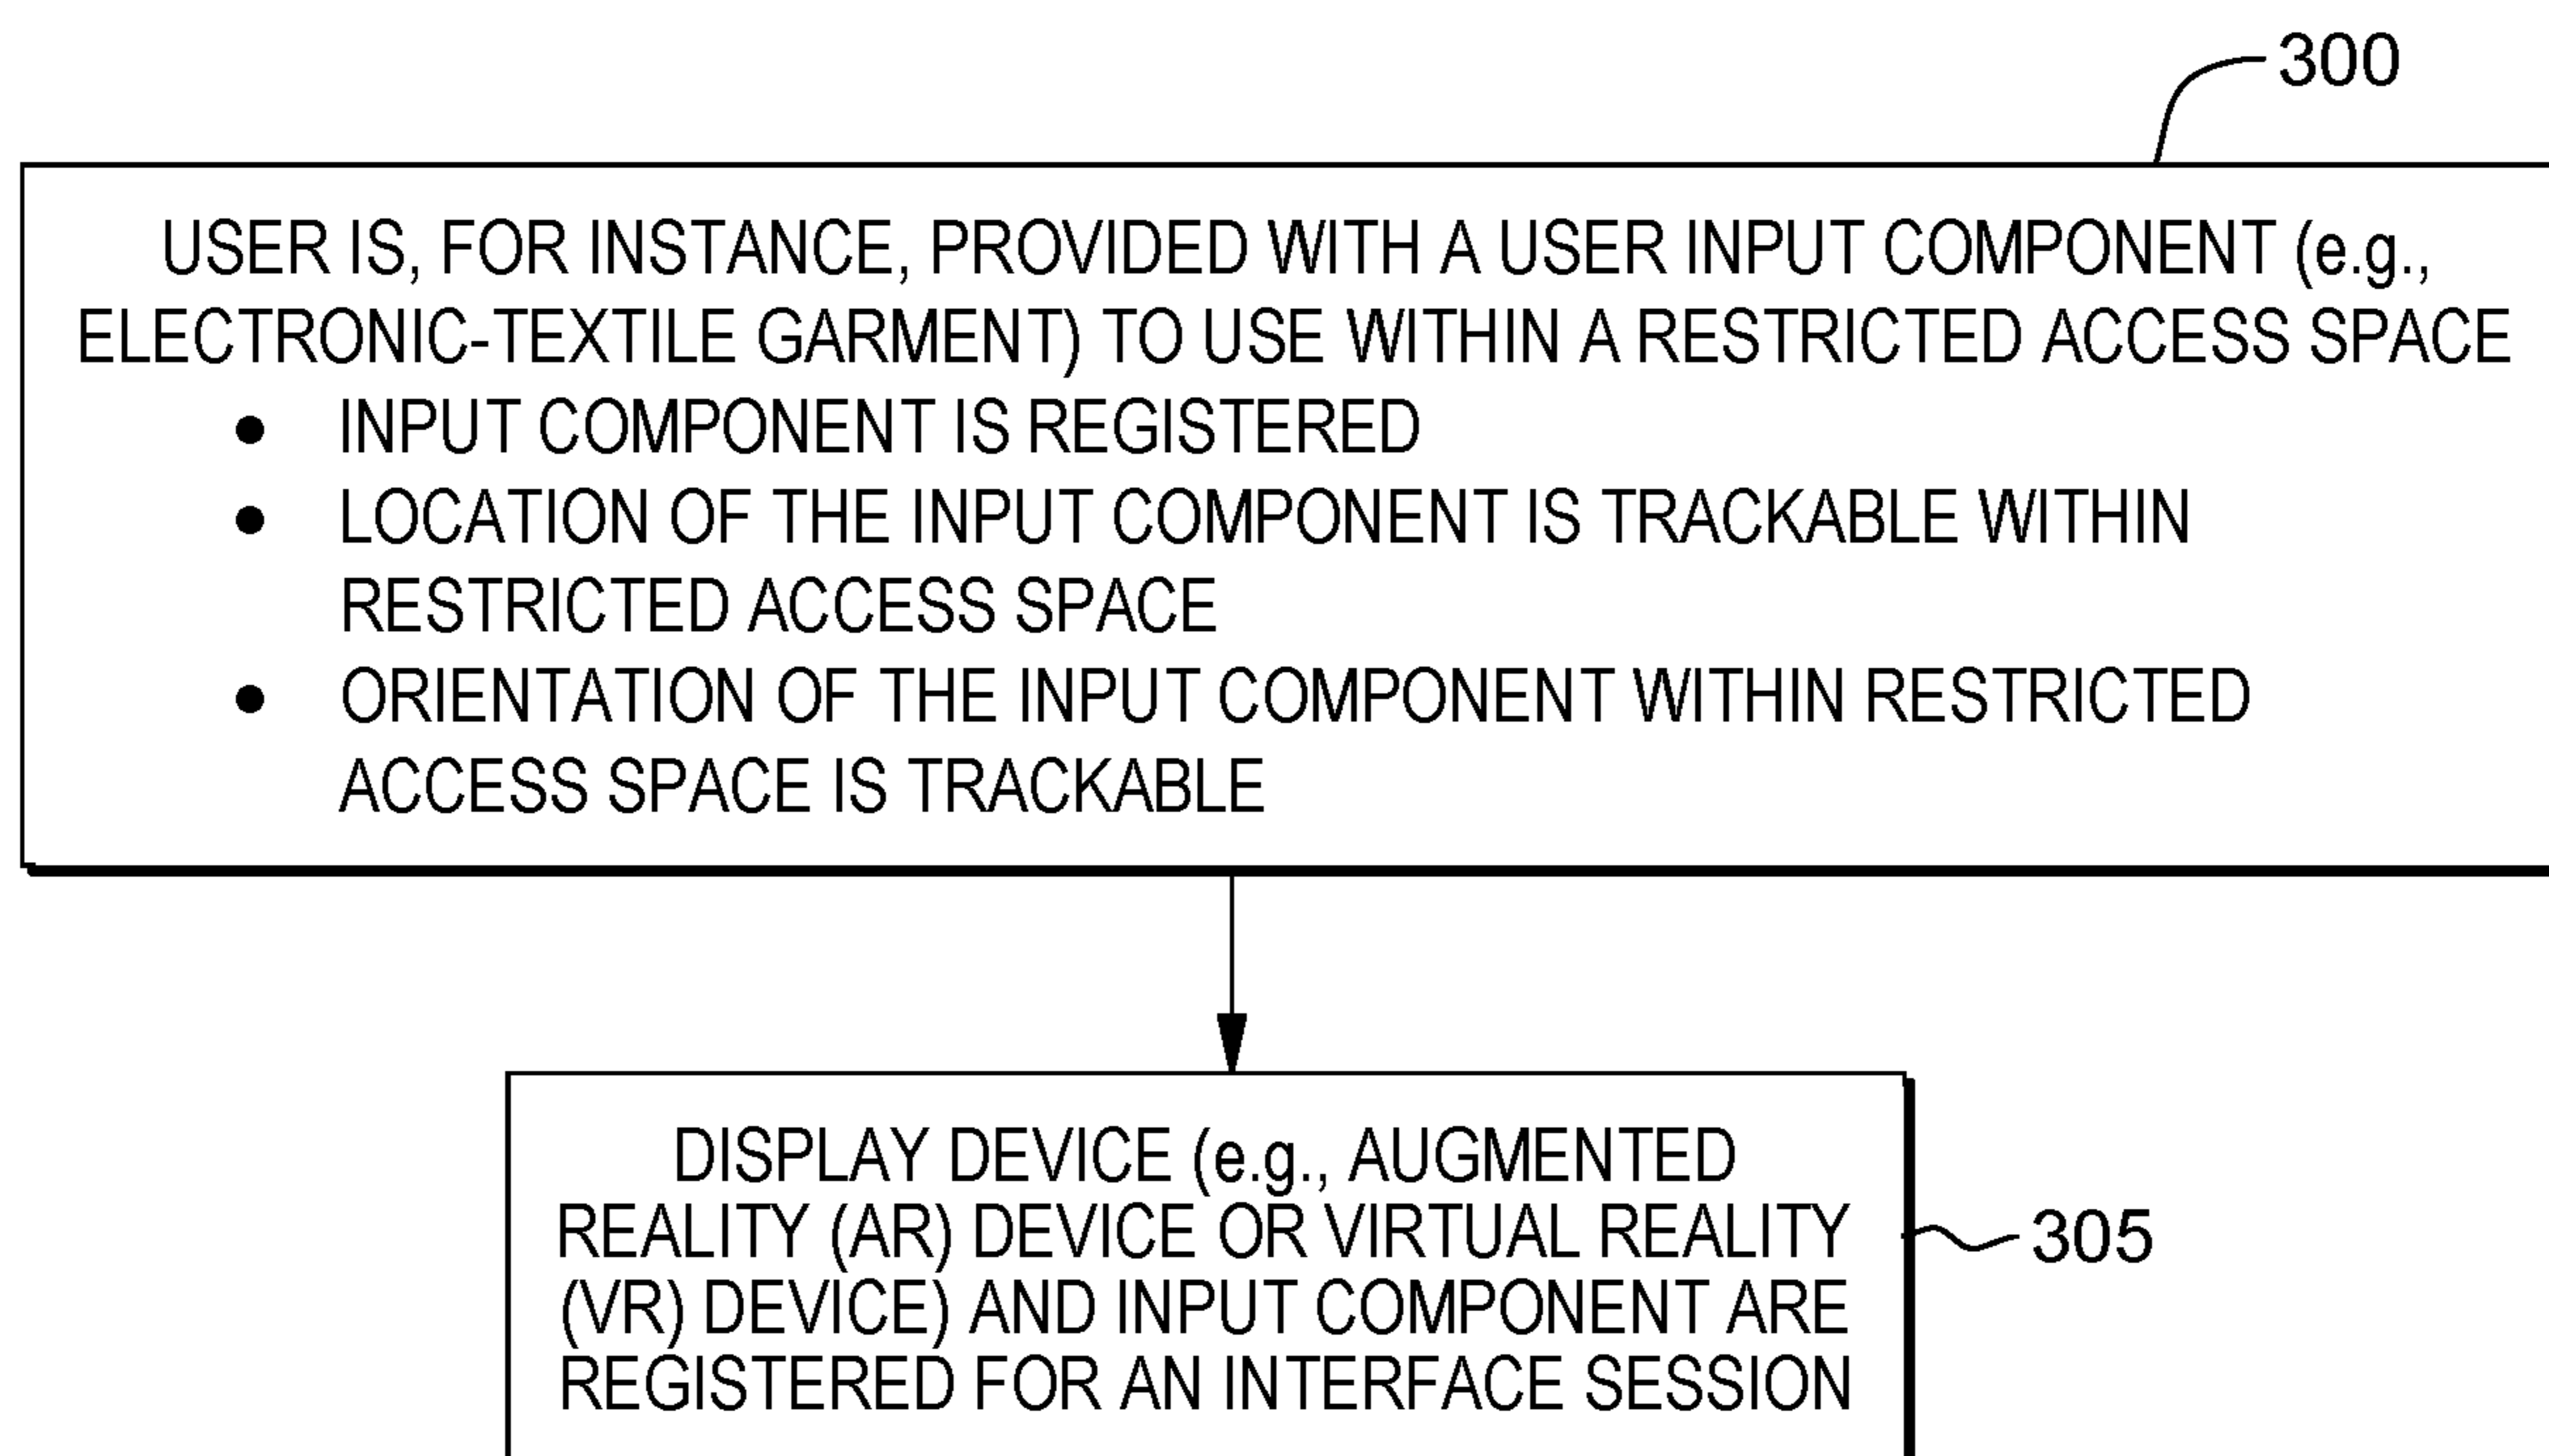 300
USER IS, FOR INSTANCE, PROVIDED WITH A USER INPUT COMPONENT (e.g.,
ELECTRONIC-TEXTILE GARMENT) TO USE WITHIN A RESTRICTED ACCESS SPACE
• INPUT COMPONENT IS REGISTERED
• LOCATION OF THE INPUT COMPONENT IS TRACKABLE WITHIN
RESTRICTED ACCESS SPACE
• ORIENTATION OF THE INPUT COMPONENT WITHIN RESTRICTED
ACCESS SPACE IS TRACKABLE
DISPLAY DEVICE (e.g., AUGMENTED
REALITY (AR) DEVICE OR VIRTUAL REALITY
(VR) DEVICE) AND INPUT COMPONENT ARE
REGISTERED FOR AN INTERFACE SESSION
305